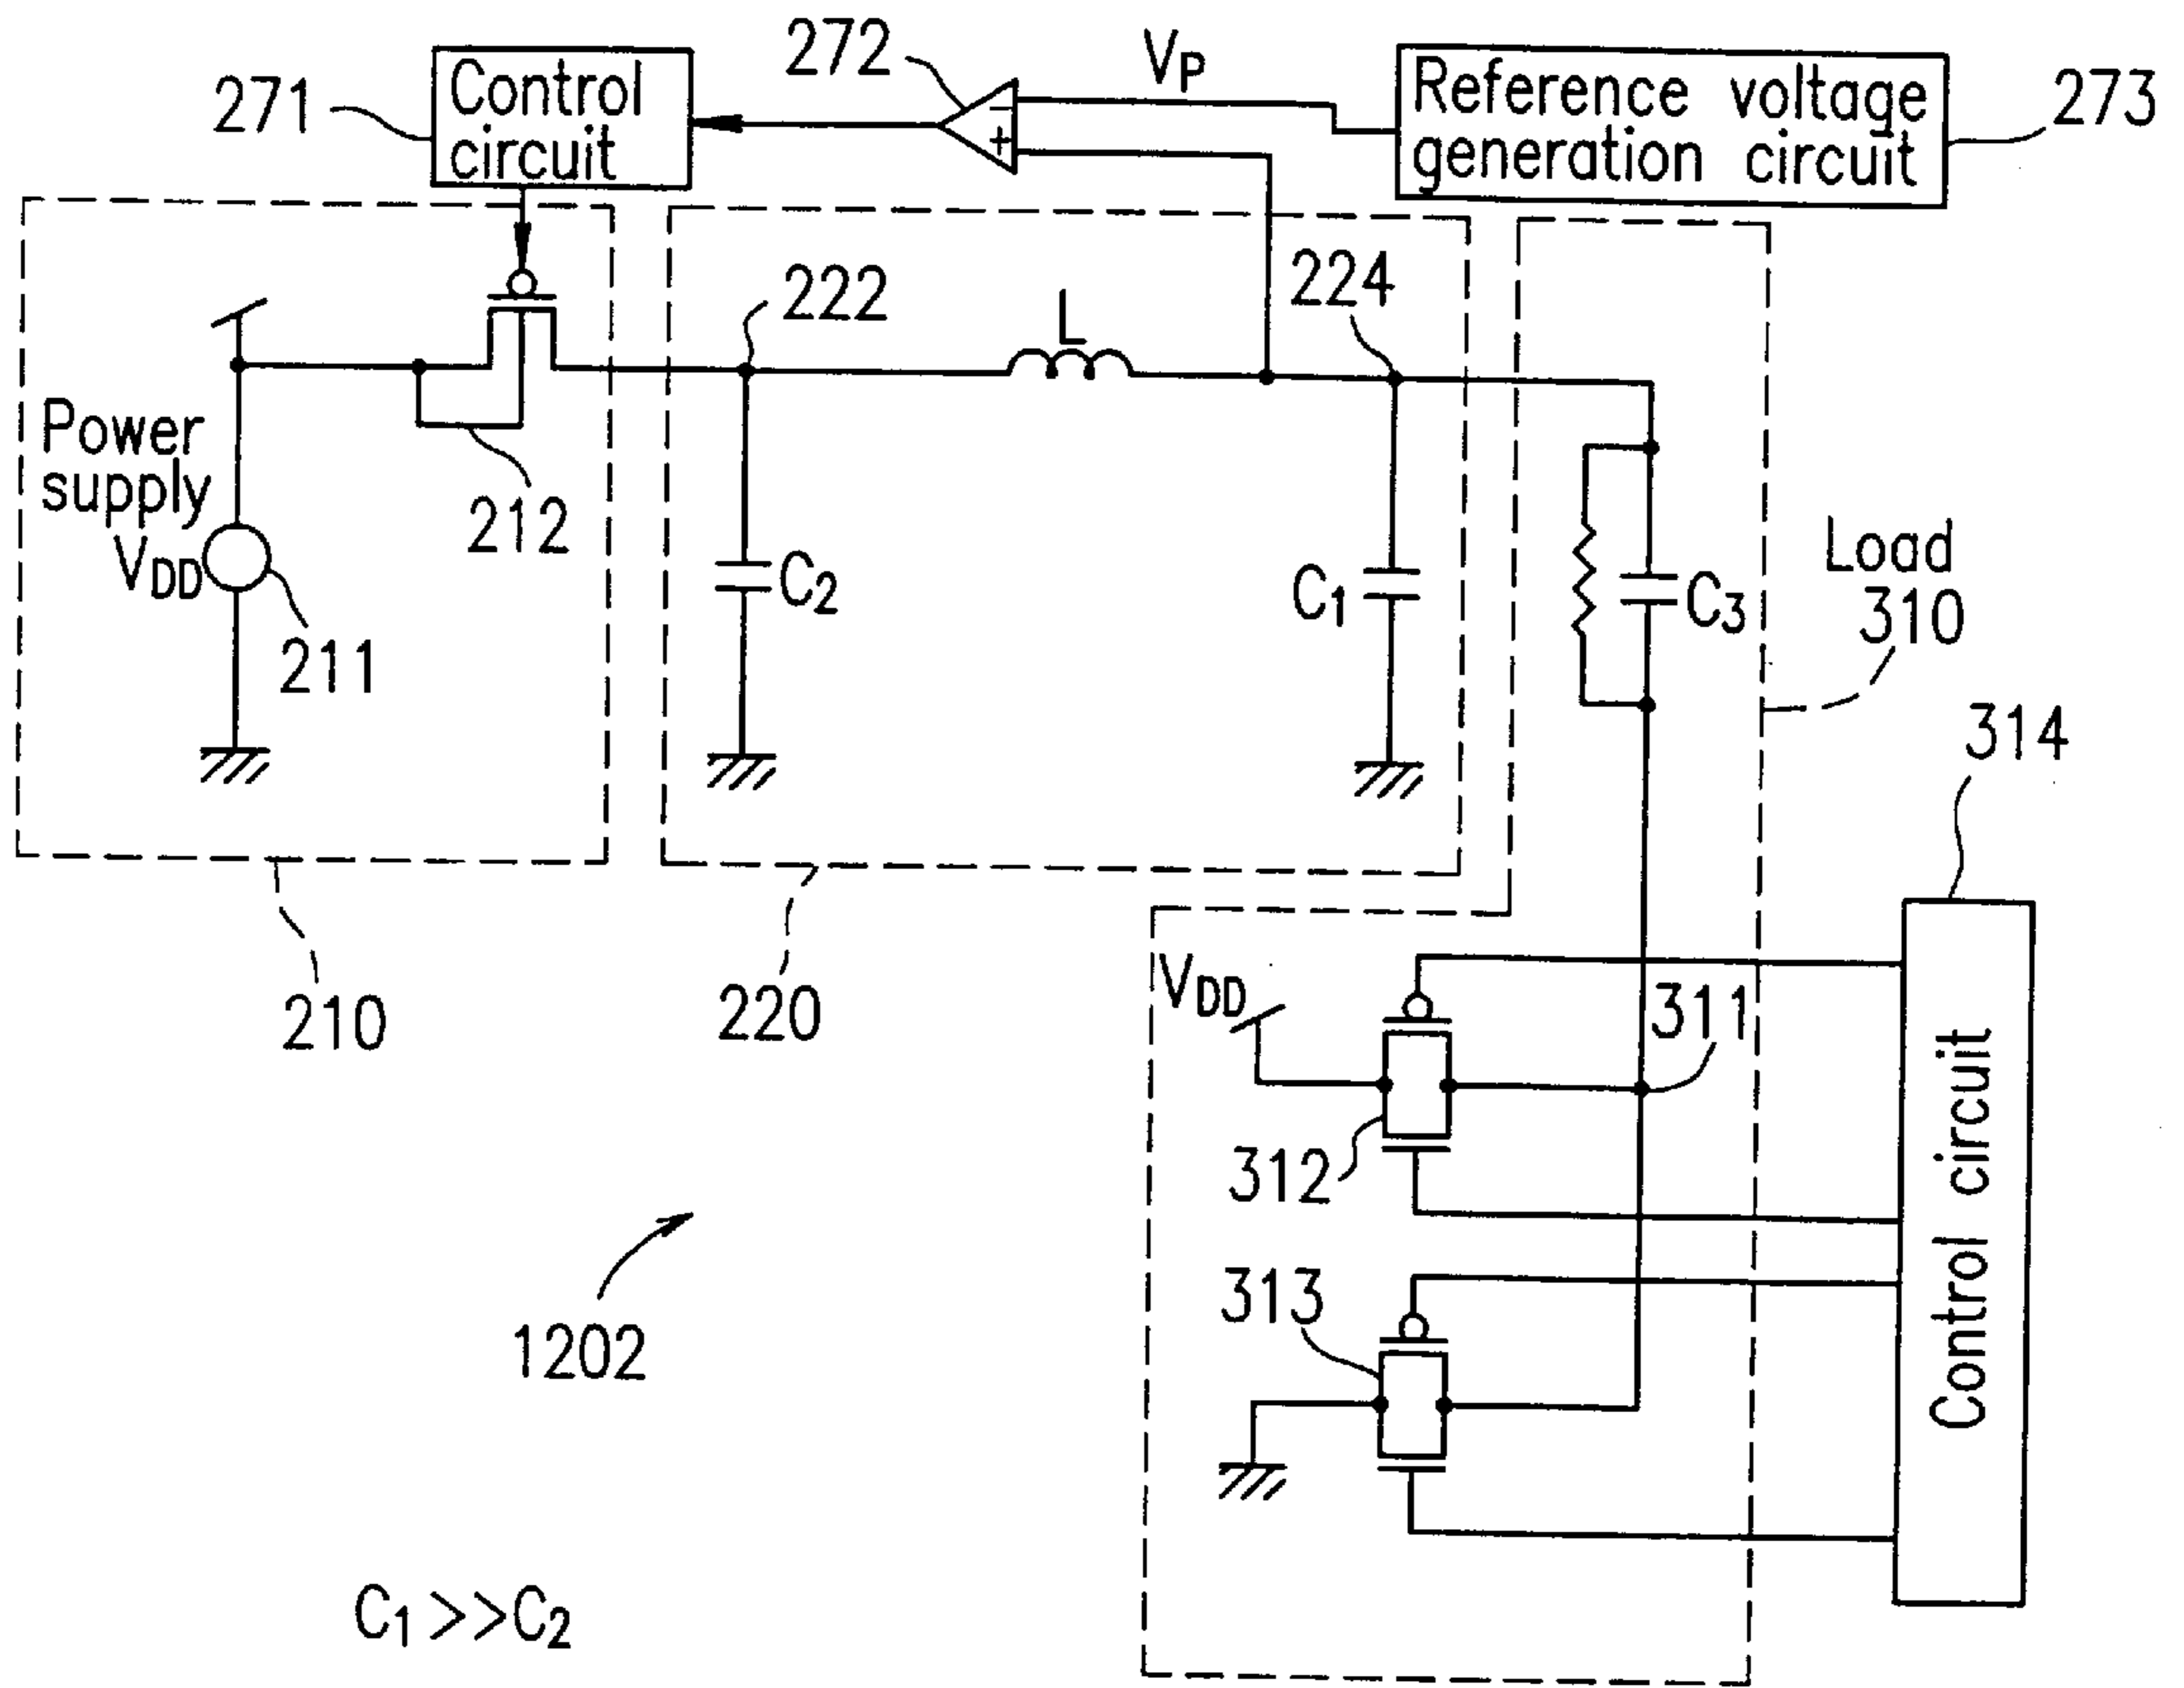 271
Control
circuit
272
VP
Reference voltage
generation circuit
273
222
L
224
Power
supply
VDD
212
211
C2
C1
C3
Load
310
314
210
220
VDD
311
312
313
Control circuit
1202
C1>>C2